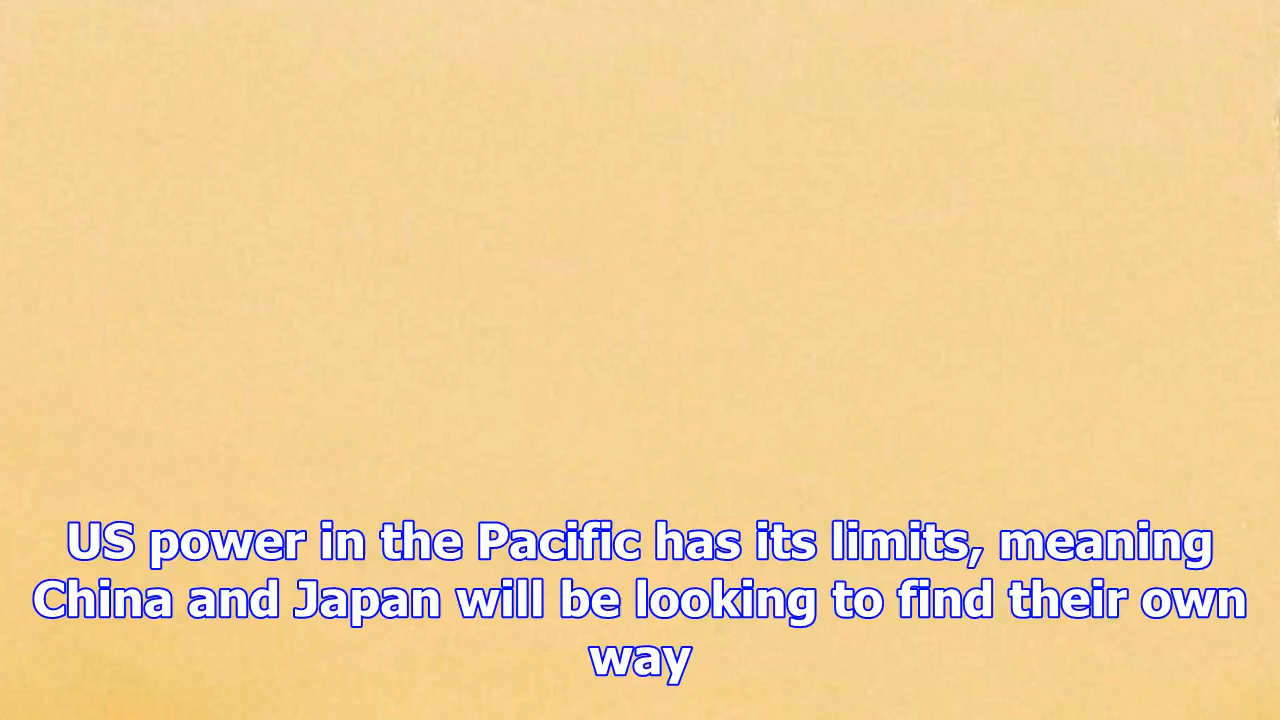 US power in the Pacific has its limits, meaning
China and Japan will be looking to find their own
way